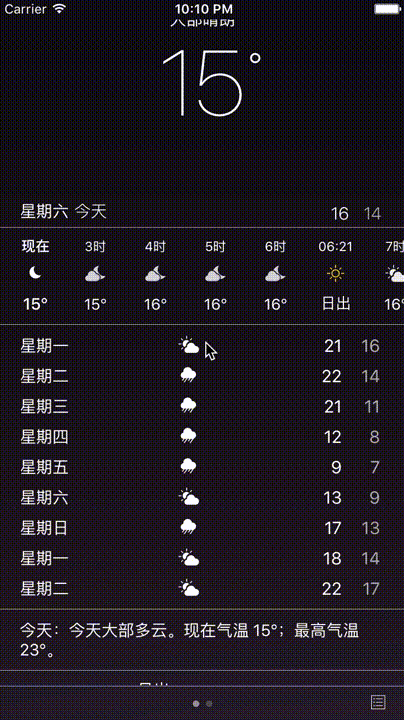 Carrier 10:10 PM
大部晴朗
15°
星期六 今天 16 14
现在 3时 4时 5时 6时 06:21 7时
15° 15° 16° 16° 16° 日出 16°
星期一 21 16
星期二 22 14
星期三 21 11
星期四 12 8
星期五 9 7
星期六 13 9
星期日 17 13
星期一 18 14
星期二 22 17
今天：今天大部多云。现在气温 15°；最高气温
23°。